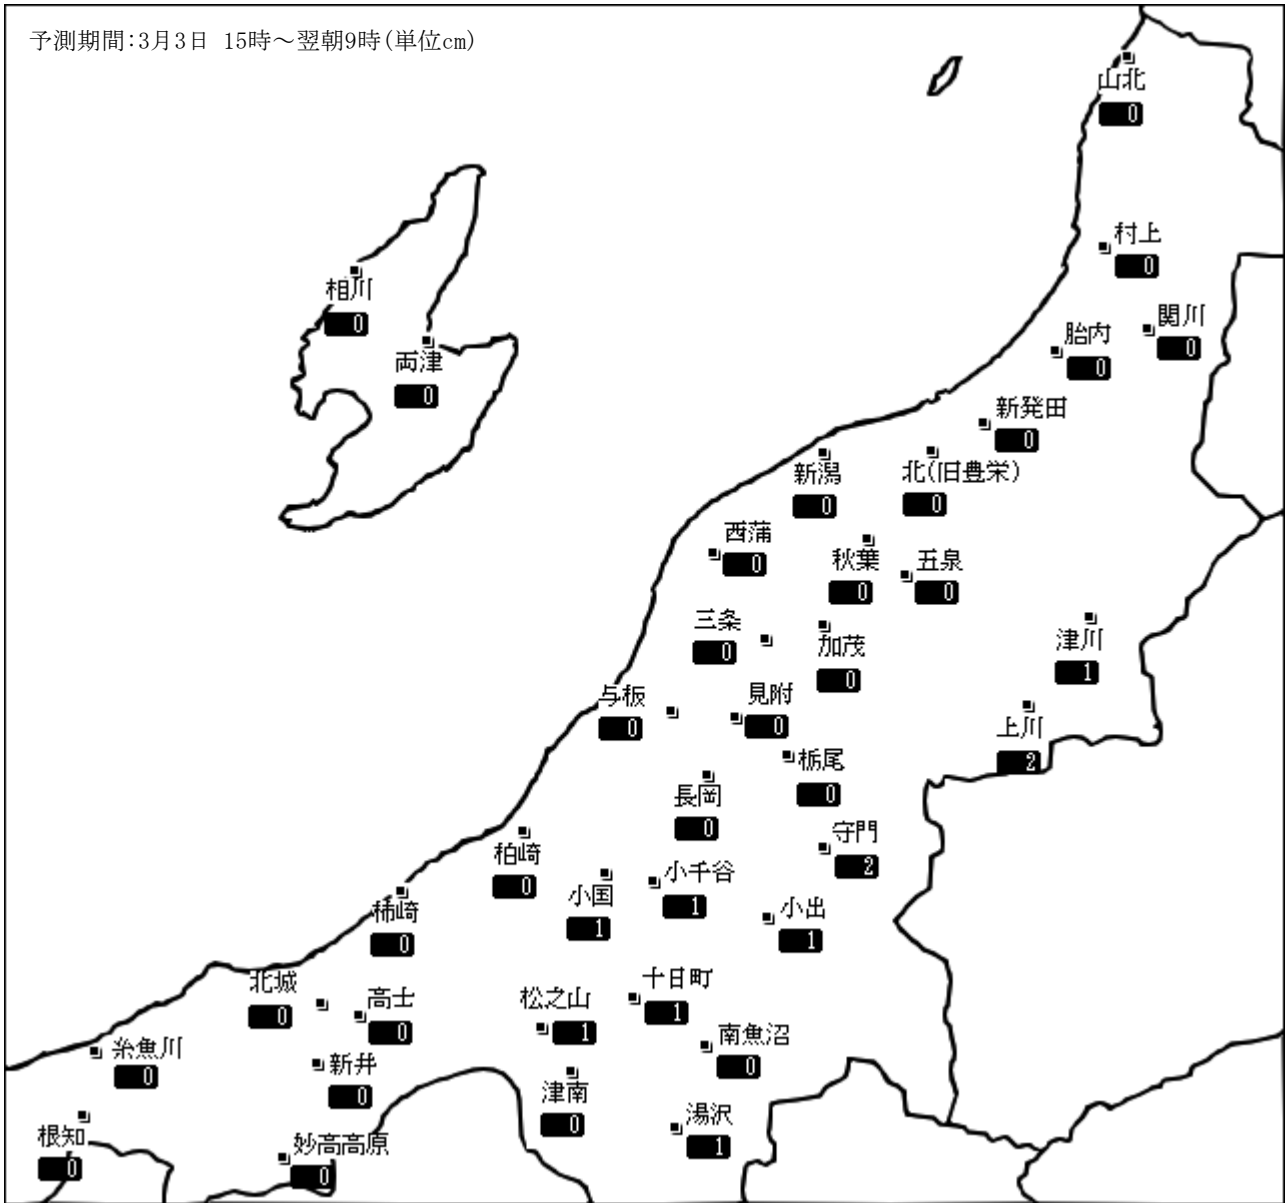 予測期間:3月3日 15時～翌朝9時(単位cm)
山北
0
村上
0
相川
0
関川
0
胎内
0
両津
0
新発田
0
新潟
0
北(旧豊栄)
0
西蒲
0
秋葉
0
五泉
0
三条
0
加茂
0
津川
1
与板
0
見附
0
上川
2
栃尾
0
長岡
0
守門
2
柏崎
0
小千谷
1
小国
1
小出
1
柿崎
0
北城
0
高士
0
松之山
1
十日町
1
南魚沼
0
糸魚川
0
新井
0
津南
0
湯沢
1
根知
0
妙高高原
0